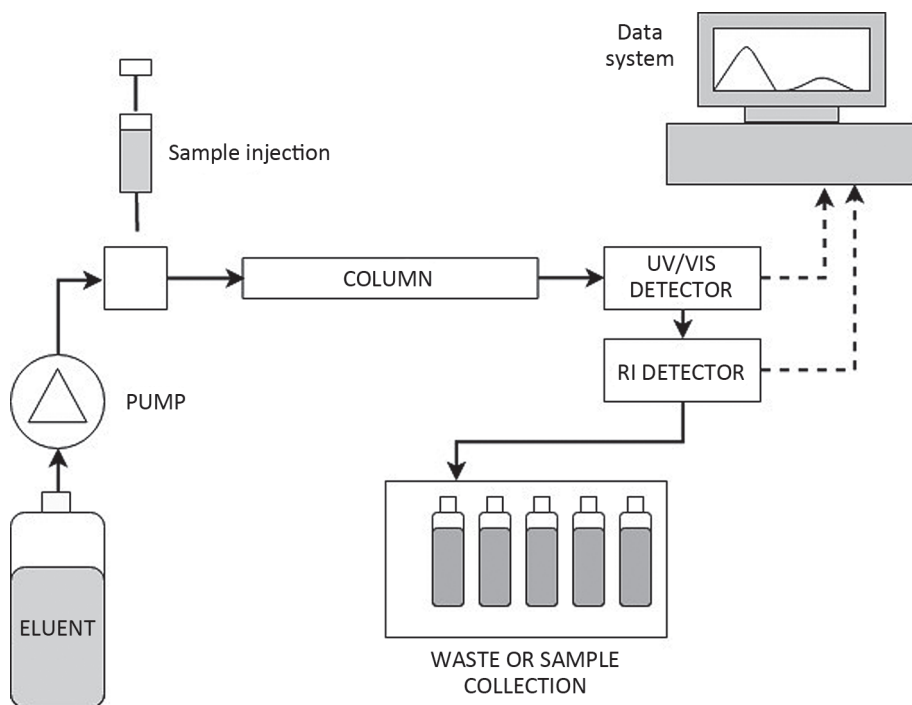 Data
system
Sample injection
COLUMN
UV/VIS
DETECTOR
RI DETECTOR
PUMP
ELUENT
WASTE OR SAMPLE
COLLECTION